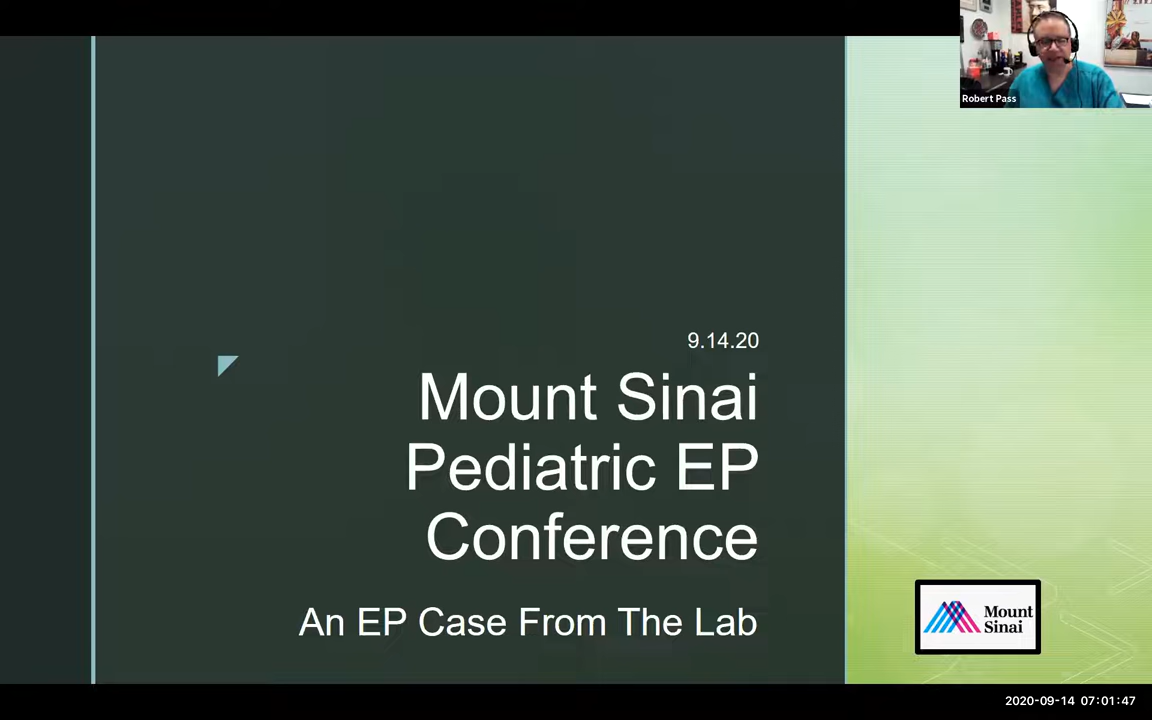 Robert Pass
9.14.20
Mount Sinai
Pediatric EP
Conference
An EP Case From The Lab
Mount
Sinai
2020-09-14 07:01:47